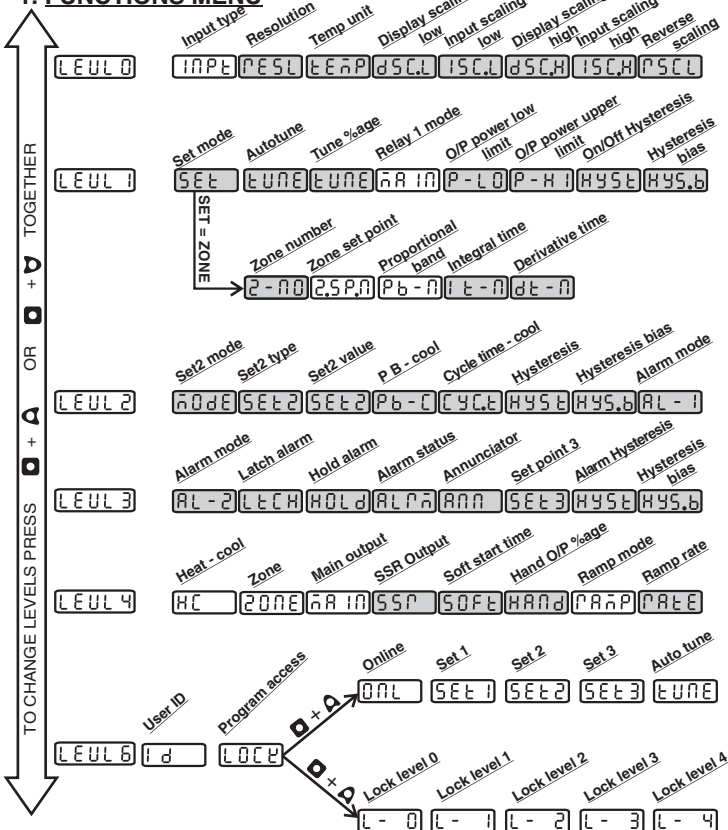 FUNCTIONS MENU
Input type
Resolution
Temp unit
Display scaling low
Input scaling low
Display scaling high
Input scaling high
Reverse scaling
LEVL 0
INPT
RESL
TEMP
dSC.L
ISC.L
dSC.H
ISC.H
RSCL
Set mode
Autotune
Tune %age
Relay 1 mode
O/P power low limit
O/P power upper limit
On/Off Hysteresis
Hysteresis bias
LEVL 1
SEt
tUNE
tUNE
mAIN
P-LO
P-HI
HYSt
HYS.b
SET = ZONE
Zone number
Zone set point
Proportional band
Integral time
Derivative time
Z-NO
Z.SP.N
Pb-N
It-N
dt-N
Set2 mode
Set2 type
Set2 value
P B - cool
Cycle time - cool
Hysteresis
Hysteresis bias
Alarm mode
LEVL 2
mOdE
SEt2
SEt2
Pb-C
CYC.t
HYSt
HYS.b
AL-1
Alarm mode
Latch alarm
Hold alarm
Alarm status
Annunciator
Set point 3
Alarm Hysteresis
Hysteresis bias
LEVL 3
AL-2
LtCH
HOLd
ALRm
ANN
SEt3
HYSt
HYS.b
Heat - cool
Zone
Main output
SSR Output
Soft start time
Hand O/P %age
Ramp mode
Ramp rate
LEVL 4
HC
ZONE
mAIN
SSR
SOFt
HANd
RAmP
RAtE
User ID
Program access
LEVL 6
Id
LOCK
+
Online
Set 1
Set 2
Set 3
Auto tune
ONL
SEt1
SEt2
SEt3
tUNE
+
Lock level 0
Lock level 1
Lock level 2
Lock level 3
Lock level 4
L- 0
L- 1
L- 2
L- 3
L- 4
TO CHANGE LEVELS PRESS + OR + TOGETHER